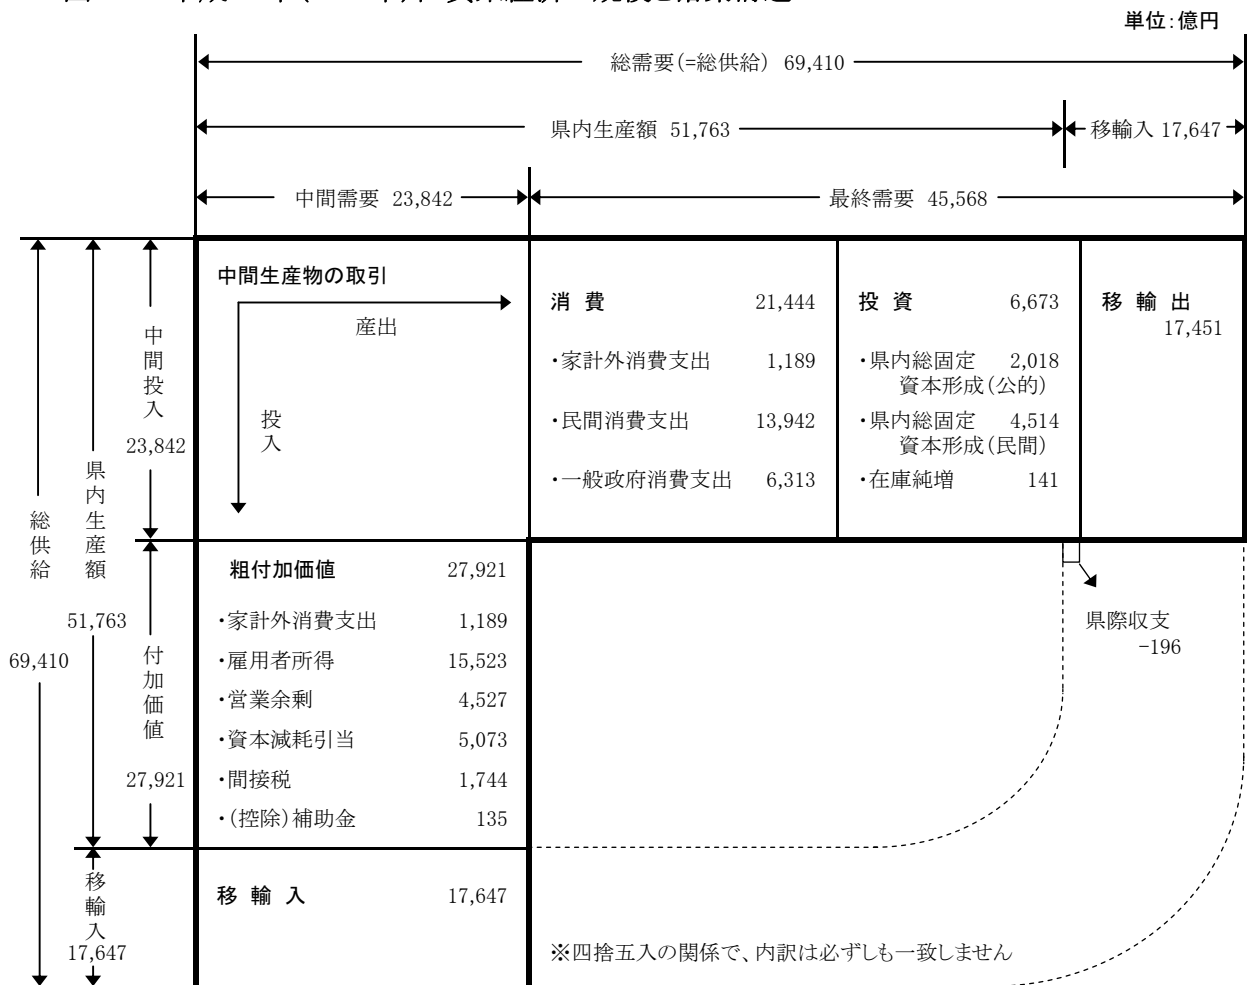 単位：億円
総需要（=総供給） 69,410
県内生産額 51,763
移輸入 17,647
中間需要 23,842
最終需要 45,568
中間生産物の取引
産出
投入
消 費 21,444
・家計外消費支出 1,189
・民間消費支出 13,942
・一般政府消費支出 6,313
投 資 6,673
・県内総固定 2,018
資本形成（公的）
・県内総固定 4,514
資本形成（民間）
・在庫純増 141
移 輸 出
17,451
中間投入
23,842
県内生産額
51,763
総供給
69,410
付加価値
27,921
粗付加価値 27,921
・家計外消費支出 1,189
・雇用者所得 15,523
・営業余剰 4,527
・資本減耗引当 5,073
・間接税 1,744
・（控除）補助金 135
県際収支
-196
移輸入
17,647
移 輸 入 17,647
※四捨五入の関係で、内訳は必ずしも一致しません